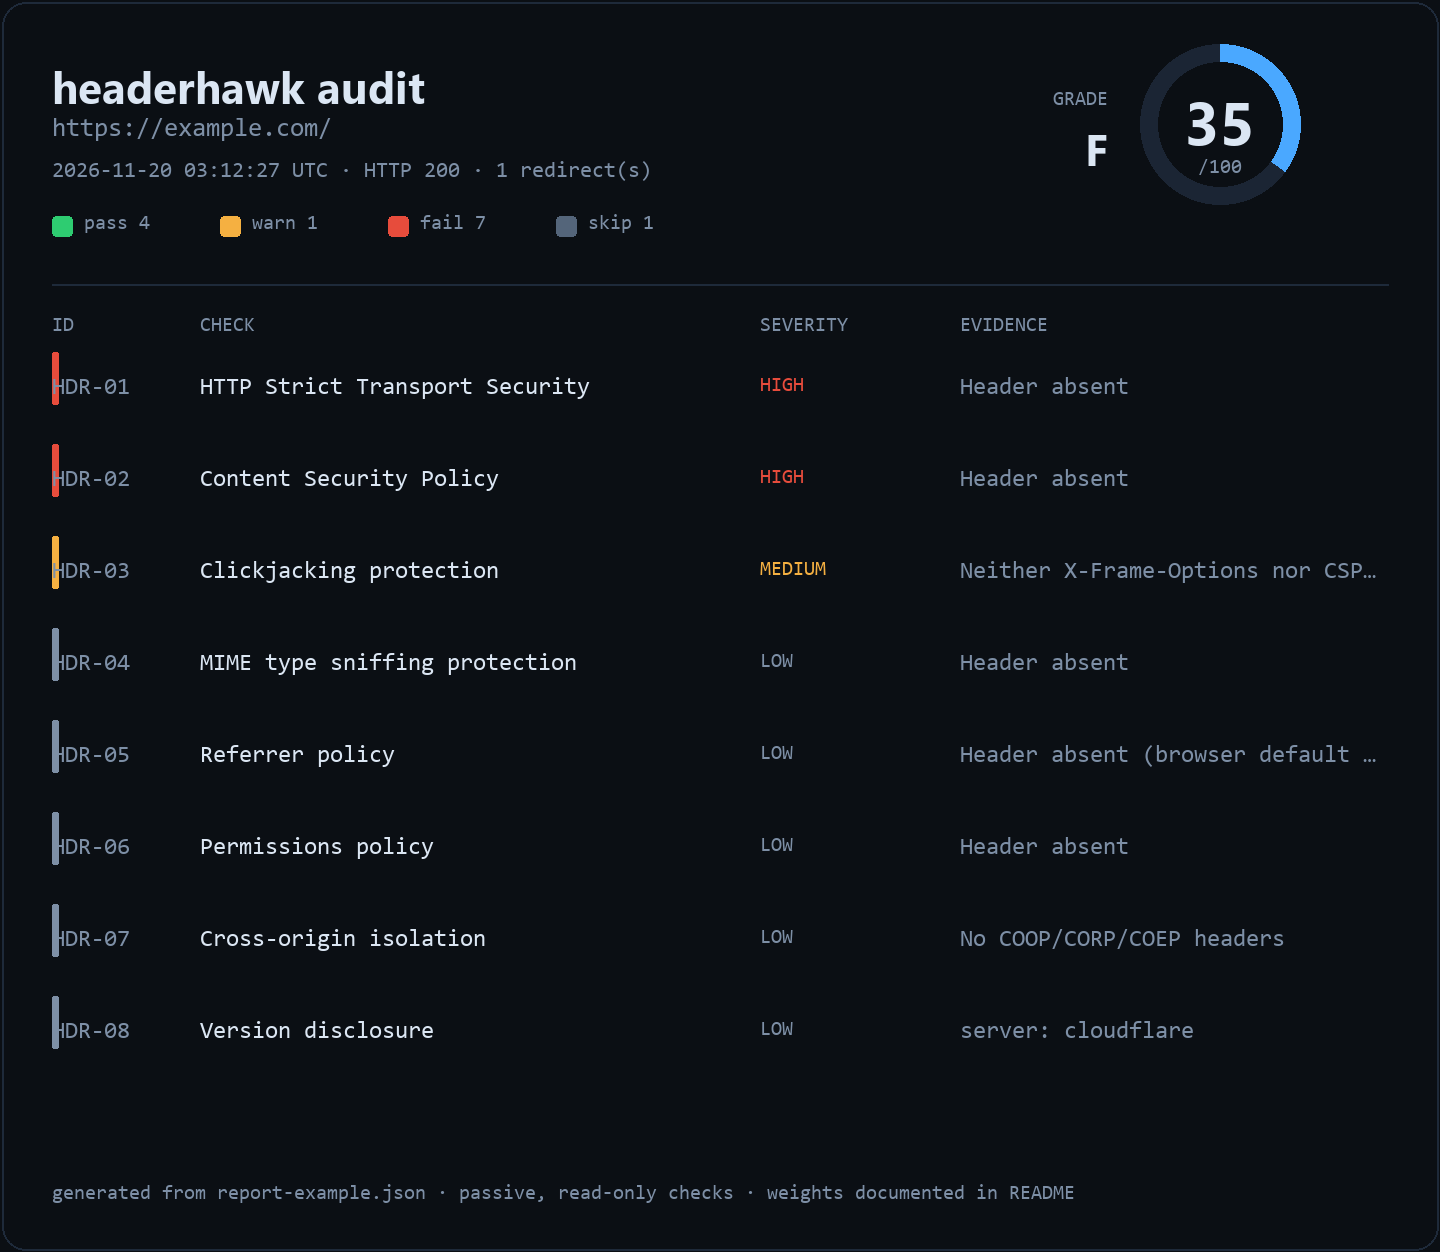 headerhawk audit
https://example.com/
2026-11-20 03:12:27 UTC · HTTP 200 · 1 redirect(s)
GRADE
F
35
/100
pass 4 warn 1 fail 7 skip 1
ID CHECK SEVERITY EVIDENCE
HDR-01 HTTP Strict Transport Security HIGH Header absent
HDR-02 Content Security Policy HIGH Header absent
HDR-03 Clickjacking protection MEDIUM Neither X-Frame-Options nor CSP…
HDR-04 MIME type sniffing protection LOW Header absent
HDR-05 Referrer policy LOW Header absent (browser default …
HDR-06 Permissions policy LOW Header absent
HDR-07 Cross-origin isolation LOW No COOP/CORP/COEP headers
HDR-08 Version disclosure LOW server: cloudflare
generated from report-example.json · passive, read-only checks · weights documented in README